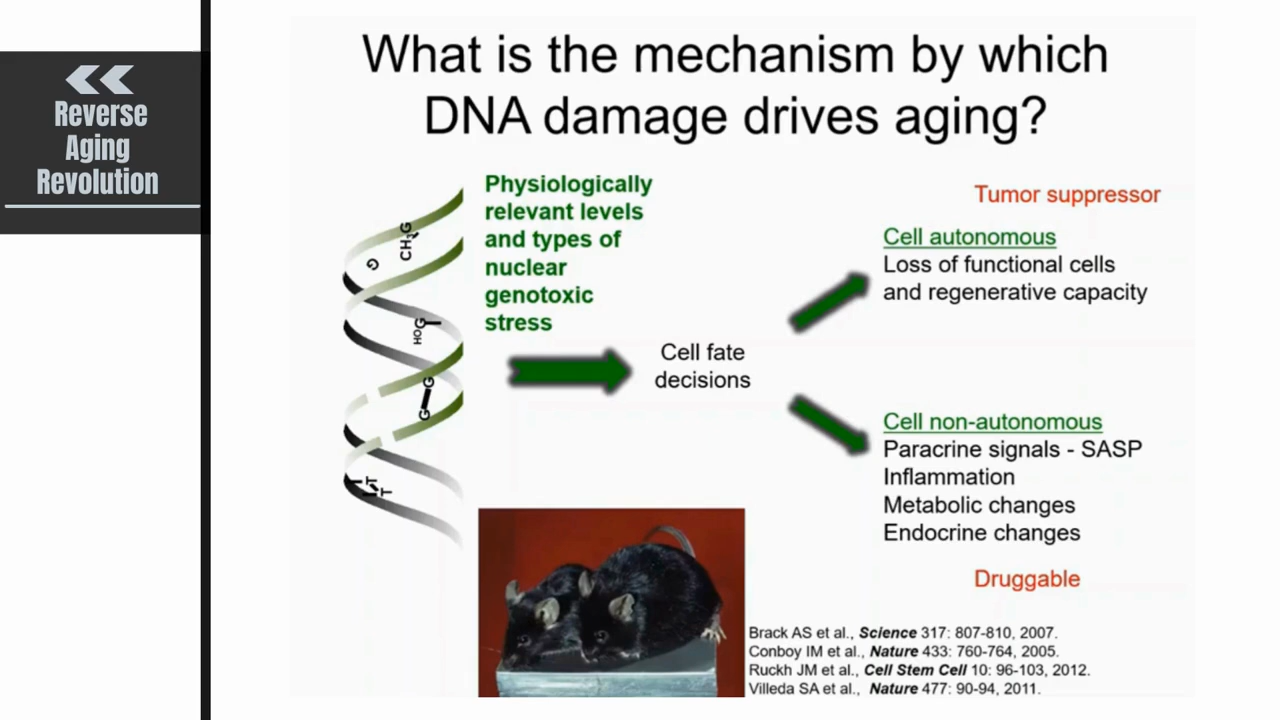 Reverse
Aging
Revolution
What is the mechanism by which
DNA damage drives aging?
Physiologically
relevant levels
and types of
nuclear
genotoxic
stress
CH3G
G
HOG
G
G
T
T
Cell fate
decisions
Tumor suppressor
Cell autonomous
Loss of functional cells
and regenerative capacity
Cell non-autonomous
Paracrine signals - SASP
Inflammation
Metabolic changes
Endocrine changes
Druggable
Brack AS et al., Science 317: 807-810, 2007.
Conboy IM et al., Nature 433: 760-764, 2005.
Ruckh JM et al., Cell Stem Cell 10: 96-103, 2012.
Villeda SA et al., Nature 477: 90-94, 2011.